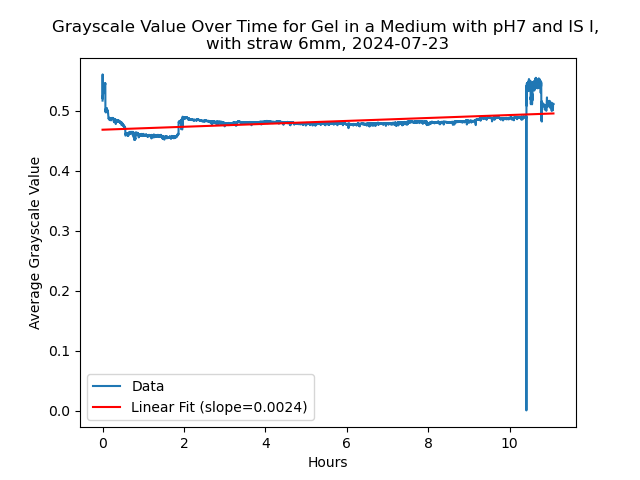 Grayscale Value Over Time for Gel in a Medium with pH7 and IS I,
with straw 6mm, 2024-07-23
Average Grayscale Value
0.5
0.4
0.3
0.2
0.1
0.0
Data
Linear Fit (slope=0.0024)
0 2 4 6 8 10
Hours